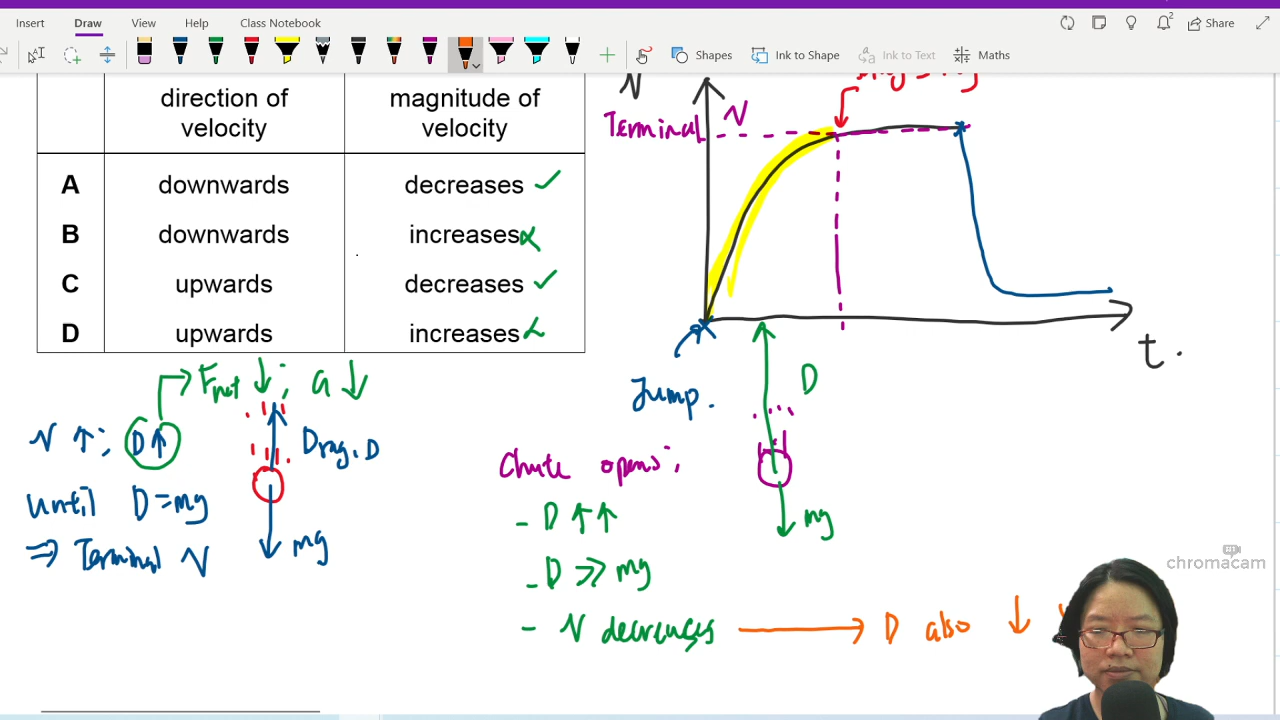 Insert Draw View Help Class Notebook Share
Shapes Ink to Shape Ink to Text Maths
direction of velocity magnitude of velocity
A downwards decreases ✓
B downwards increases
C upwards decreases ✓
D upwards increases
Terminal V
V
t.
Jump.
D
mg
→ Fnet ↓; a ↓
V ↑; D↑
Drag, D
until D=mg
⇒ Terminal V
mg
Chute opens;
- D ↑↑
- D >> mg
- V decreases → D also ↓
chromacam